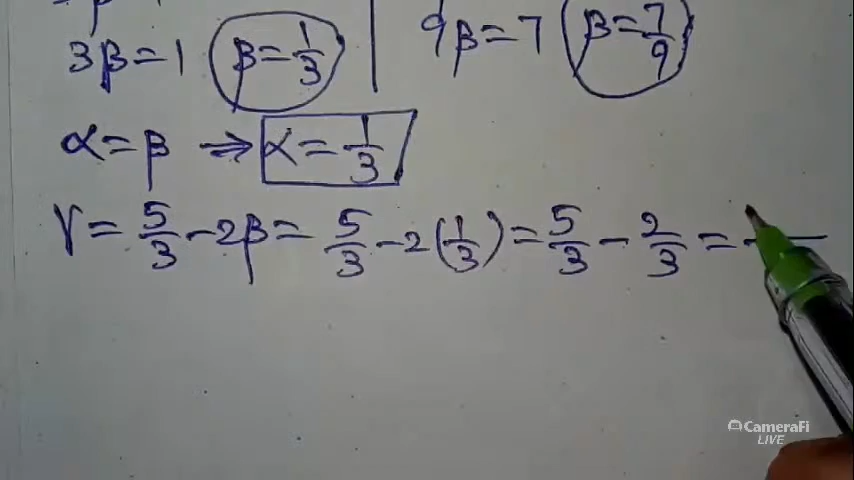 3β=1 β=1/3 9β=7 β=7/9
α=β ⇒ α=1/3
γ=5/3-2β=5/3-2(1/3)=5/3-2/3=
CameraFi
LIVE